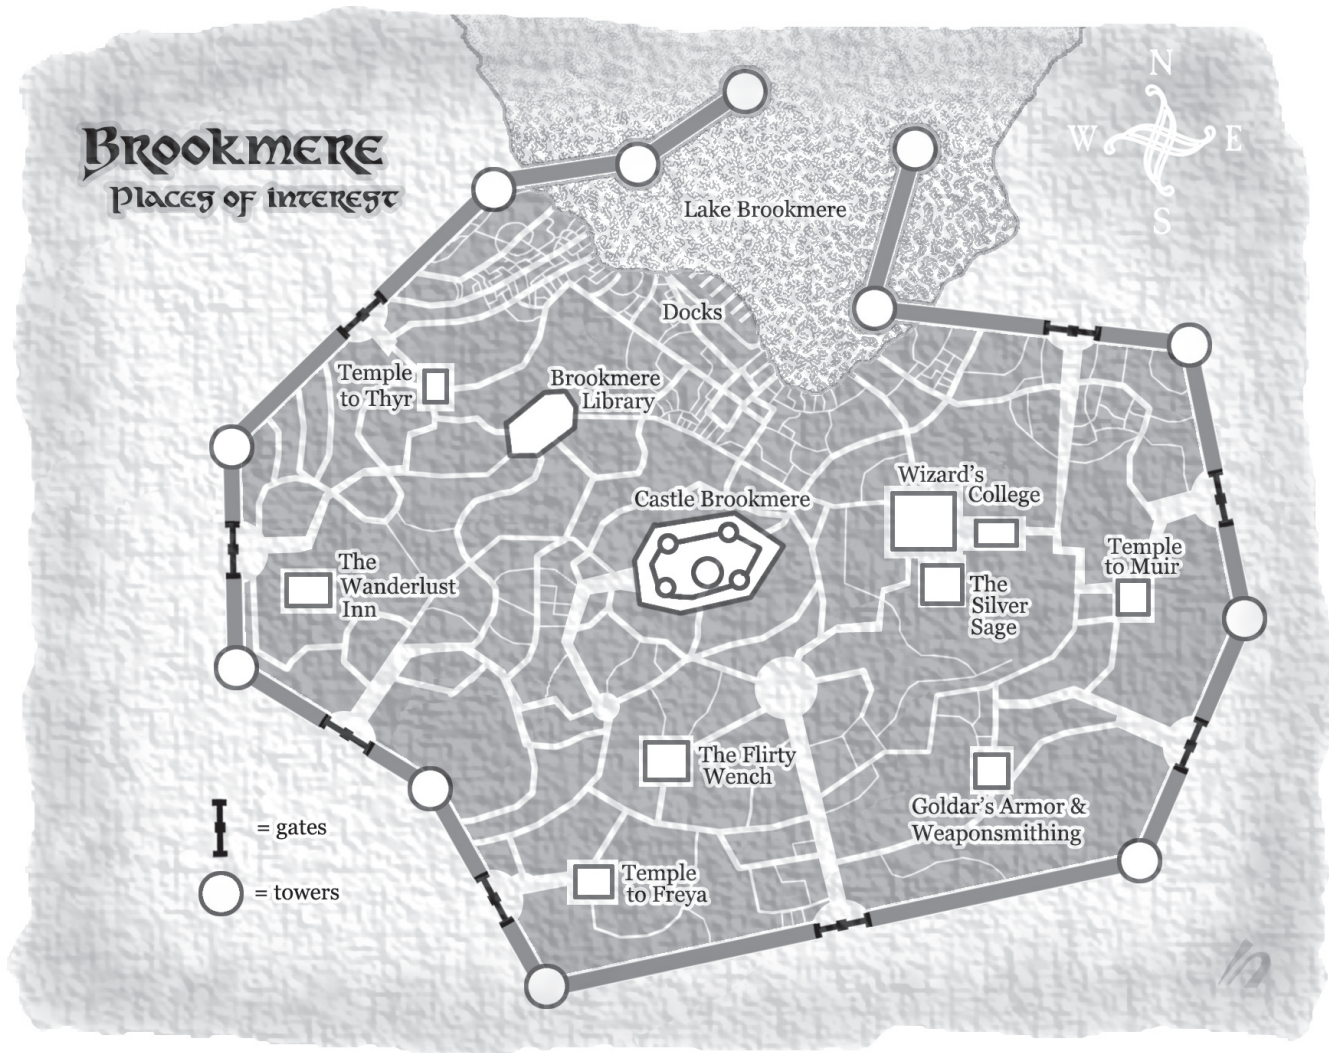 N
W E
S
Brookmere
Places of interest
Lake Brookmere
Docks
Temple
to Thyr
Brookmere
Library
Wizard's
College
Castle Brookmere
Temple
to Muir
The
Wanderlust
Inn
The
Silver
Sage
The Flirty
Wench
Goldar's Armor &
Weaponsmithing
= gates
Temple
to Freya
= towers